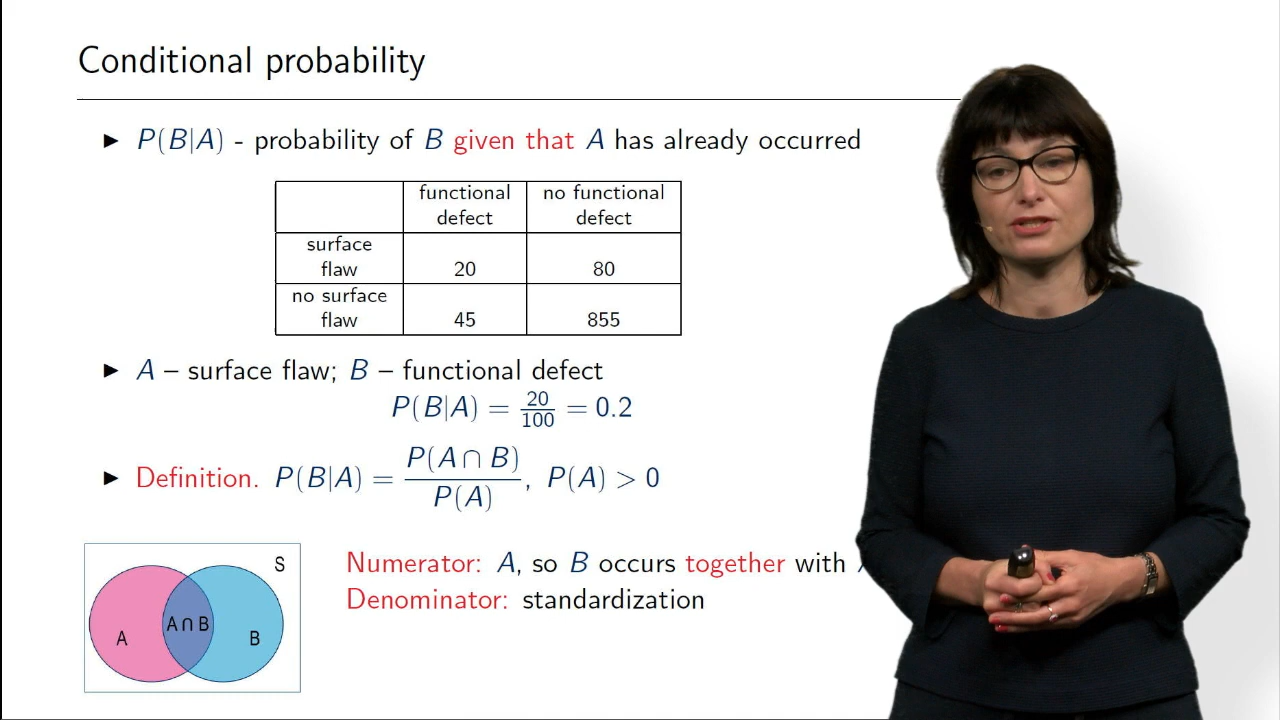 Conditional probability
▶ P(B|A) - probability of B given that A has already occurred
functional defect
no functional defect
surface flaw
20
80
no surface flaw
45
855
▶ A – surface flaw; B – functional defect
P(B|A) = 20/100 = 0.2
▶ Definition. P(B|A) = P(A ∩ B)/P(A), P(A) > 0
S
A
A ∩ B
B
Numerator: A, so B occurs together with
Denominator: standardization